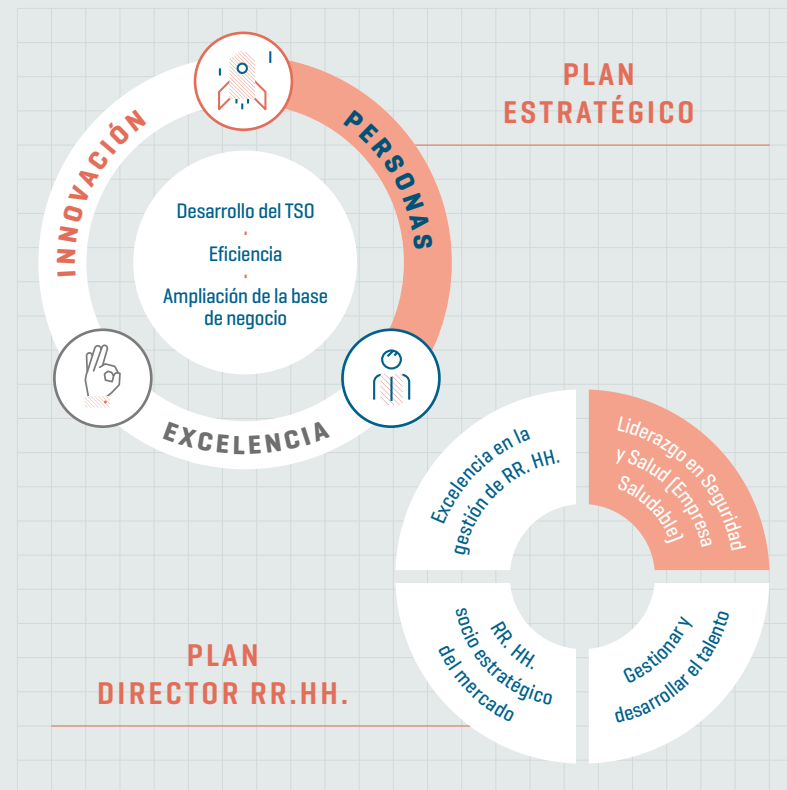 PLAN
ESTRATÉGICO
INNOVACIÓN
PERSONAS
EXCELENCIA
Desarrollo del TSO
Eficiencia
Ampliación de la base
de negocio
Excelencia en la
gestión de RR. HH.
Liderazgo en Seguridad
y Salud (Empresa
Saludable)
RR. HH.
socio estratégico
del mercado
Gestionar y
desarrollar el talento
PLAN
DIRECTOR RR.HH.